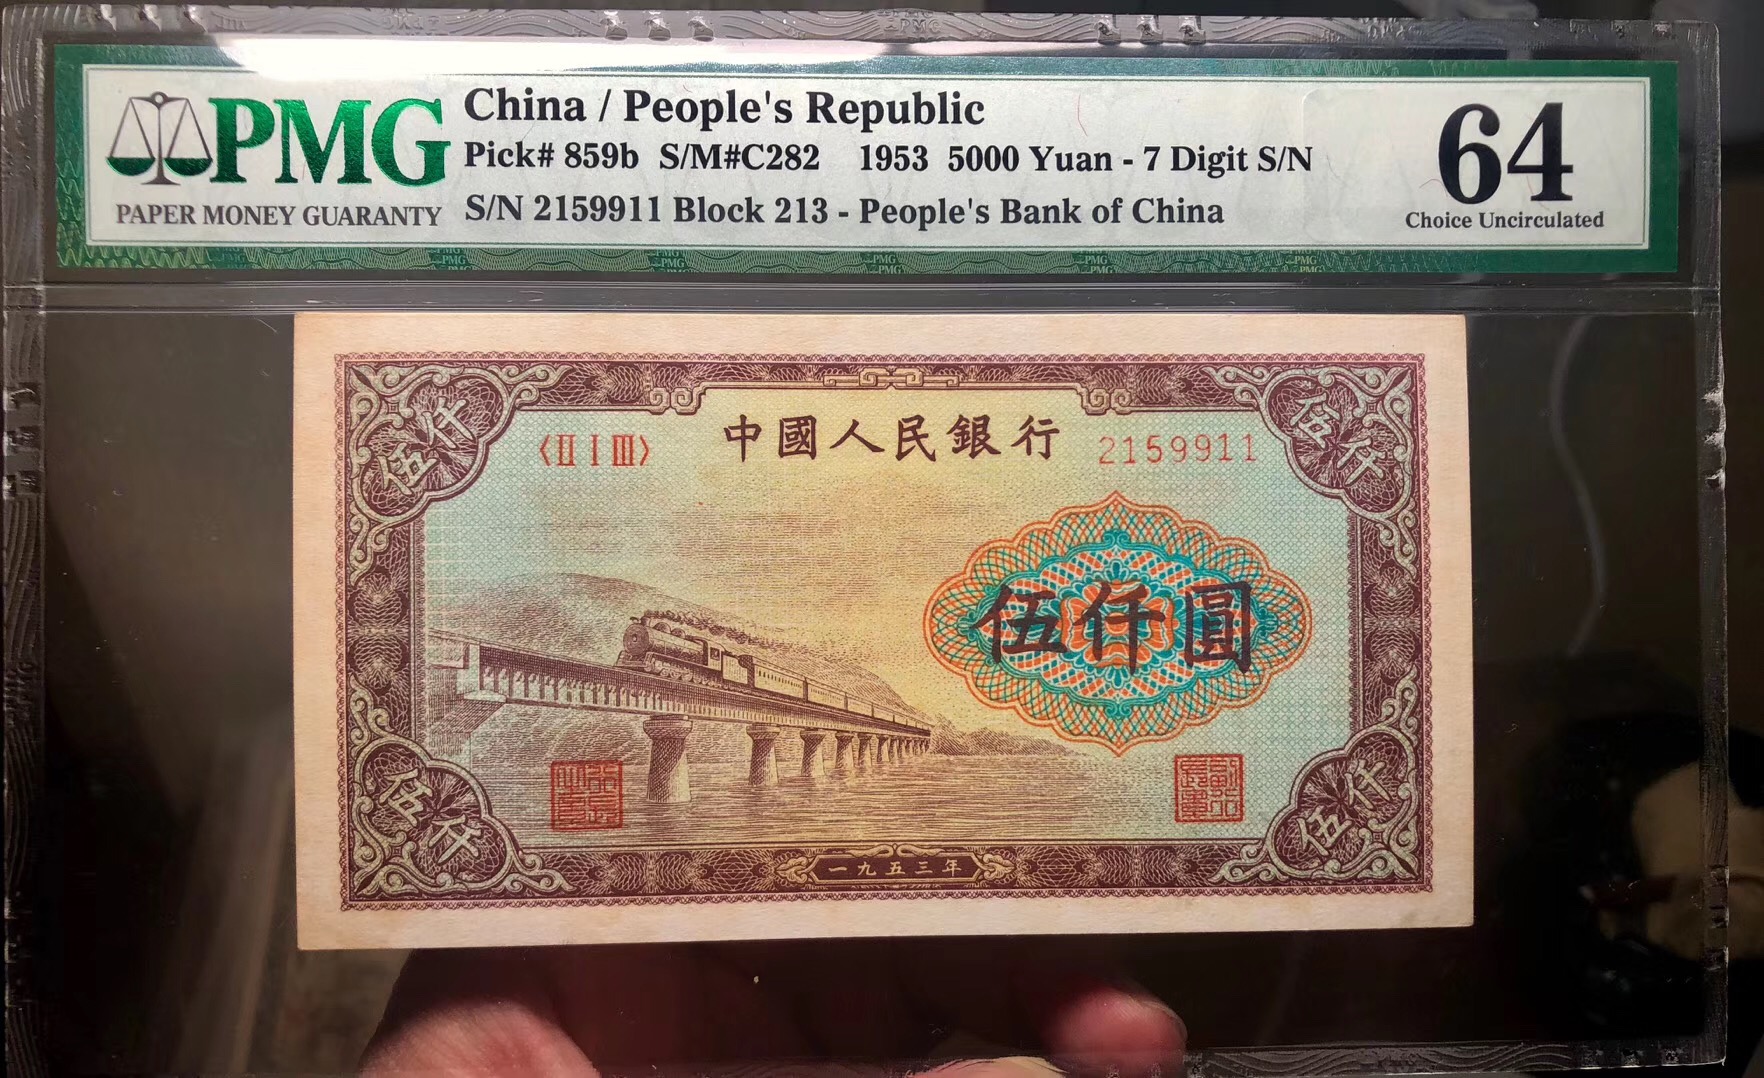 PMG
PAPER MONEY GUARANTY
China / People's Republic
Pick# 859b S/M#C282 1953 5000 Yuan - 7 Digit S/N
S/N 2159911 Block 213 - People's Bank of China
64
Choice Uncirculated
伍仟
伍仟
〈II I III〉
中國人民銀行
2159911
伍仟圓
伍仟
伍仟
一九五三年